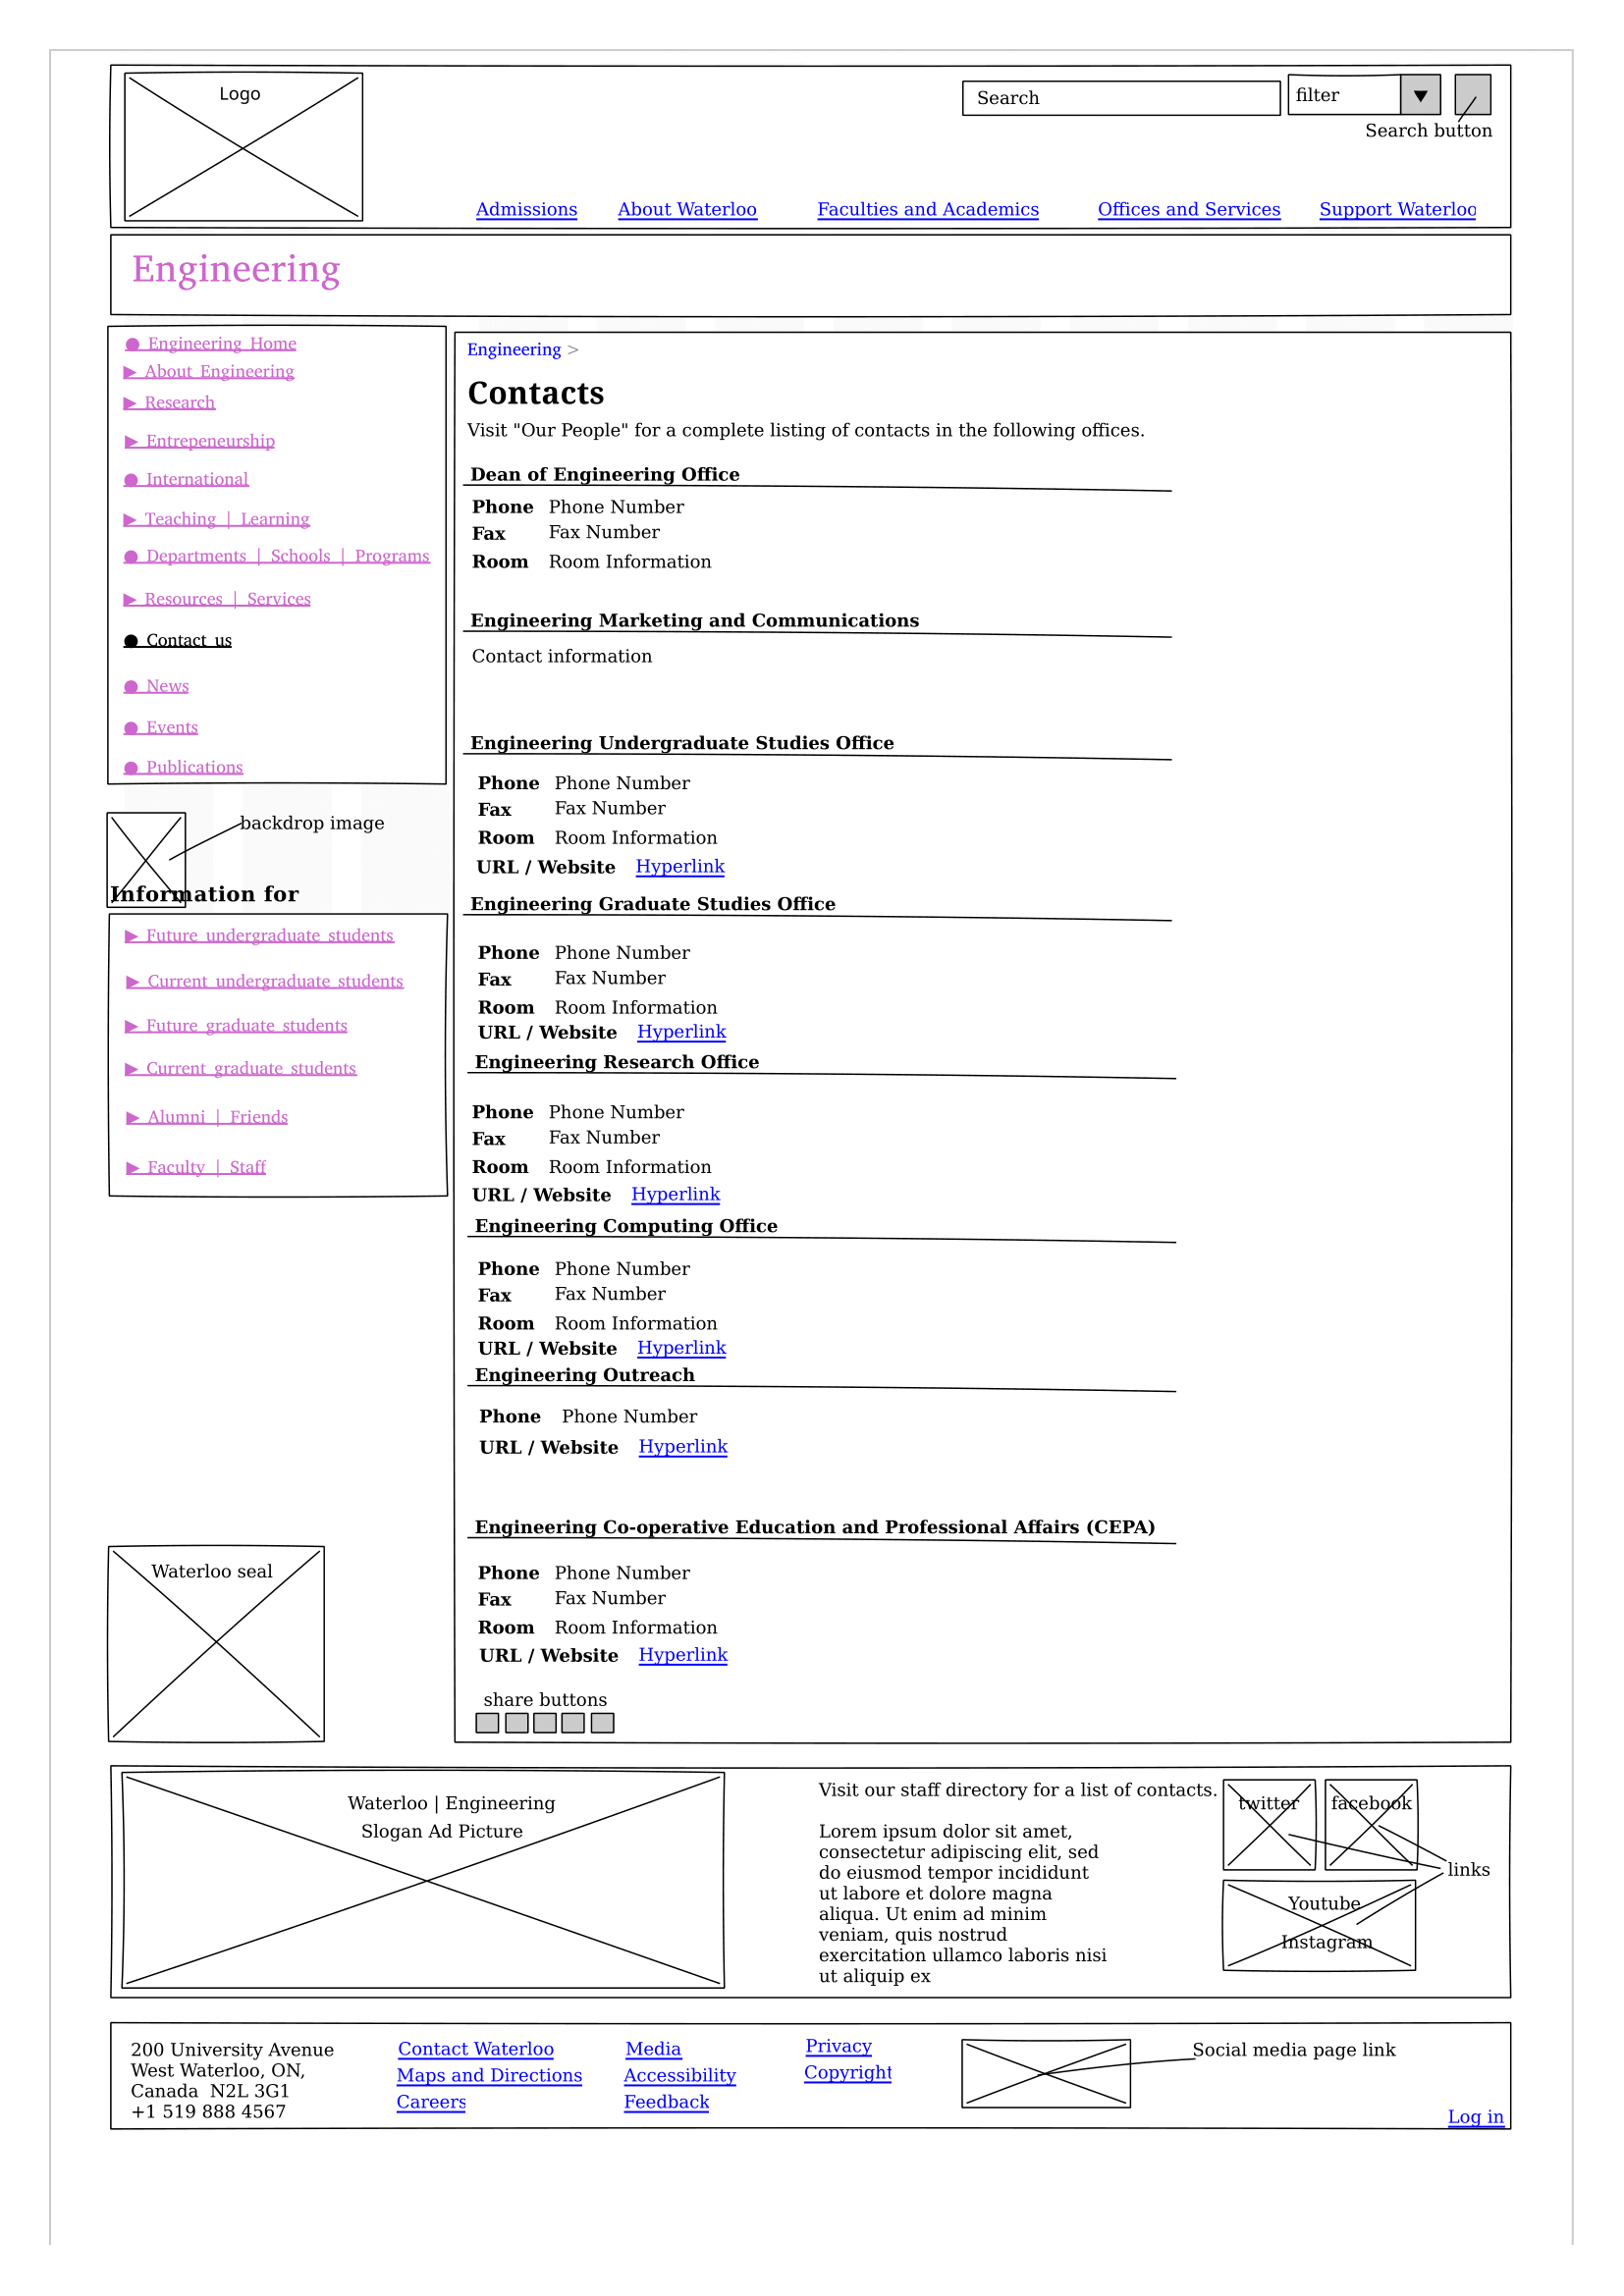 Logo
Search
filter
Search button
Admissions
About Waterloo
Faculties and Academics
Offices and Services
Support Waterloo
Engineering
Engineering Home
About Engineering
Research
Entrepeneurship
International
Teaching | Learning
Departments | Schools | Programs
Resources | Services
Contact us
News
Events
Publications
backdrop image
Information for
Future undergraduate students
Current undergraduate students
Future graduate students
Current graduate students
Alumni | Friends
Faculty | Staff
Waterloo seal
Engineering >
Contacts
Visit "Our People" for a complete listing of contacts in the following offices.
Dean of Engineering Office
Phone Phone Number
Fax Fax Number
Room Room Information
Engineering Marketing and Communications
Contact information
Engineering Undergraduate Studies Office
Phone Phone Number
Fax Fax Number
Room Room Information
URL / Website Hyperlink
Engineering Graduate Studies Office
Phone Phone Number
Fax Fax Number
Room Room Information
URL / Website Hyperlink
Engineering Research Office
Phone Phone Number
Fax Fax Number
Room Room Information
URL / Website Hyperlink
Engineering Computing Office
Phone Phone Number
Fax Fax Number
Room Room Information
URL / Website Hyperlink
Engineering Outreach
Phone Phone Number
URL / Website Hyperlink
Engineering Co-operative Education and Professional Affairs (CEPA)
Phone Phone Number
Fax Fax Number
Room Room Information
URL / Website Hyperlink
share buttons
Waterloo | Engineering
Slogan Ad Picture
Visit our staff directory for a list of contacts.
Lorem ipsum dolor sit amet,
consectetur adipiscing elit, sed
do eiusmod tempor incididunt
ut labore et dolore magna
aliqua. Ut enim ad minim
veniam, quis nostrud
exercitation ullamco laboris nisi
ut aliquip ex
twitter
facebook
links
Youtube
Instagram
200 University Avenue
West Waterloo, ON,
Canada N2L 3G1
+1 519 888 4567
Contact Waterloo
Maps and Directions
Careers
Media
Accessibility
Feedback
Privacy
Copyright
Social media page link
Log in